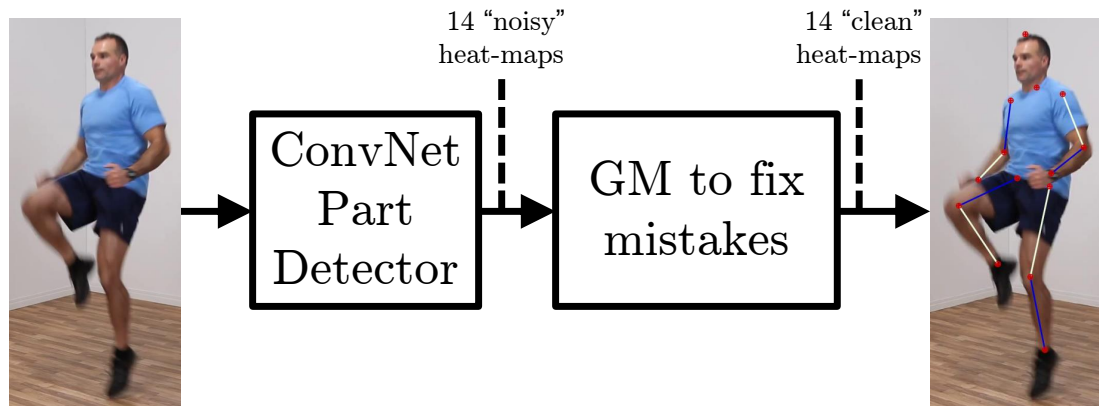 14 “noisy”
heat-maps
14 “clean”
heat-maps
ConvNet
Part
Detector
GM to fix
mistakes